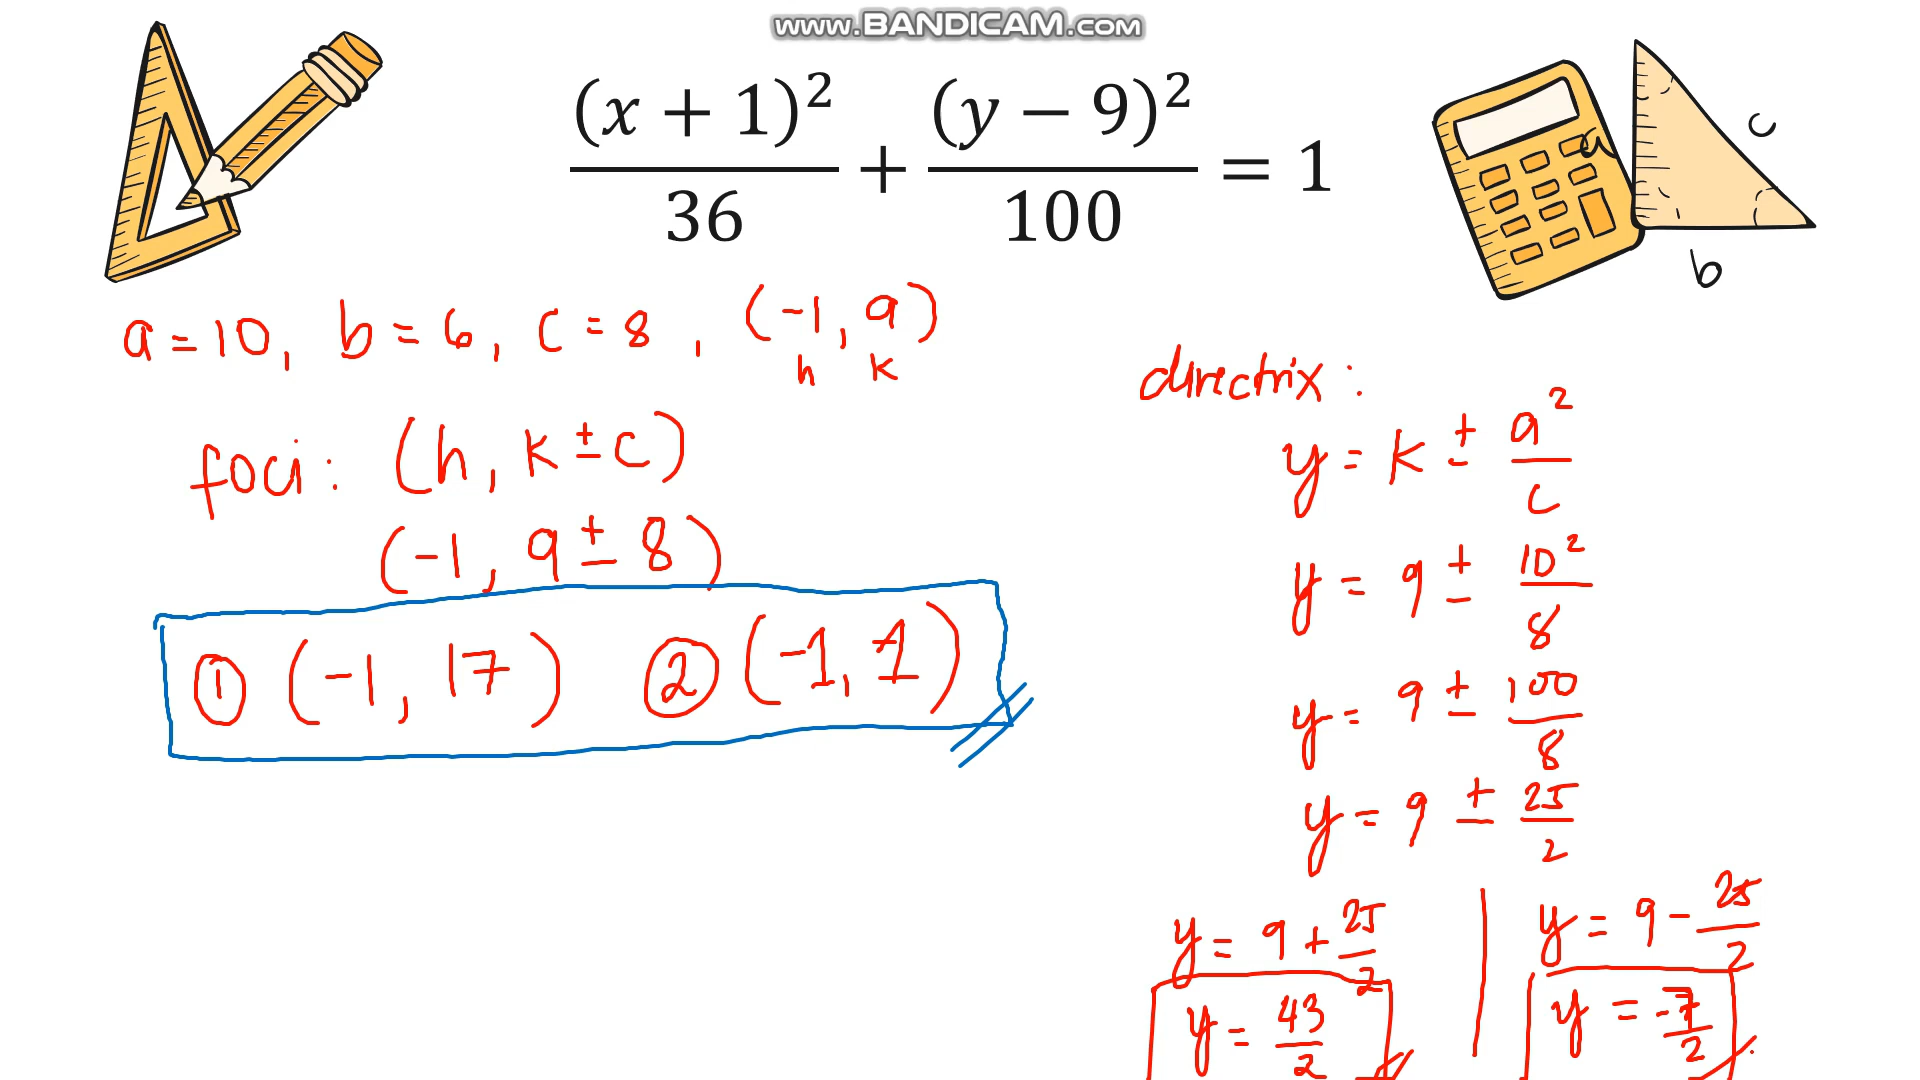 www.BANDICAM.com
(x + 1)²/36 + (y − 9)²/100 = 1
a
c
b
a = 10, b = 6, c = 8, (-1, 9)
h k
foci: (h, k ± c)
(-1, 9 ± 8)
① (-1, 17) ② (-1, 1)
directrix:
y = k ± a²/c
y = 9 ± 10²/8
y = 9 ± 100/8
y = 9 ± 25/2
y = 9 + 25/2
y = 43/2
y = 9 - 25/2
y = -7/2